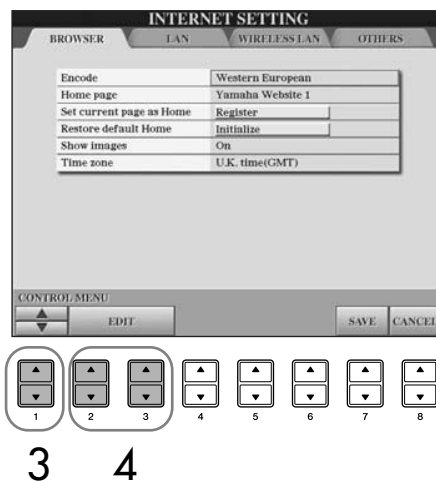 INTERNET SETTING
BROWSER LAN WIRELESS LAN OTHERS
Encode Western European
Home page Yamaha Website 1
Set current page as Home Register
Restore default Home Initialize
Show images On
Time zone U.K. time(GMT)
CONTROL MENU
EDIT SAVE CANCEL
1 2 3 4 5 6 7 8
3 4